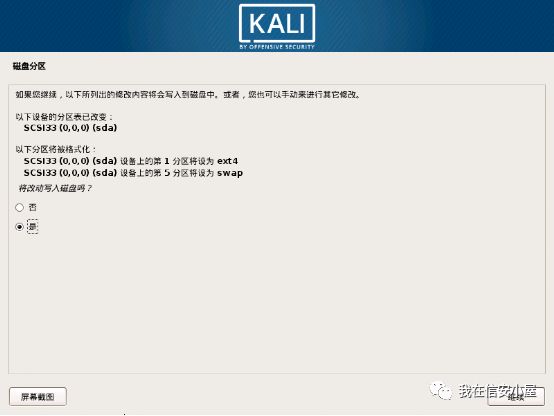 KALI
BY OFFENSIVE SECURITY
磁盘分区
如果您继续，以下所列出的修改内容将会写入到磁盘中。或者，您也可以手动来进行其它修改。
以下设备的分区表已改变：
SCSI33 (0,0,0) (sda)
以下分区将被格式化：
SCSI33 (0,0,0) (sda) 设备上的第 1 分区将设为 ext4
SCSI33 (0,0,0) (sda) 设备上的第 5 分区将设为 swap
将改动写入磁盘吗？
否
是
屏幕截图
我在信安小屋
继续